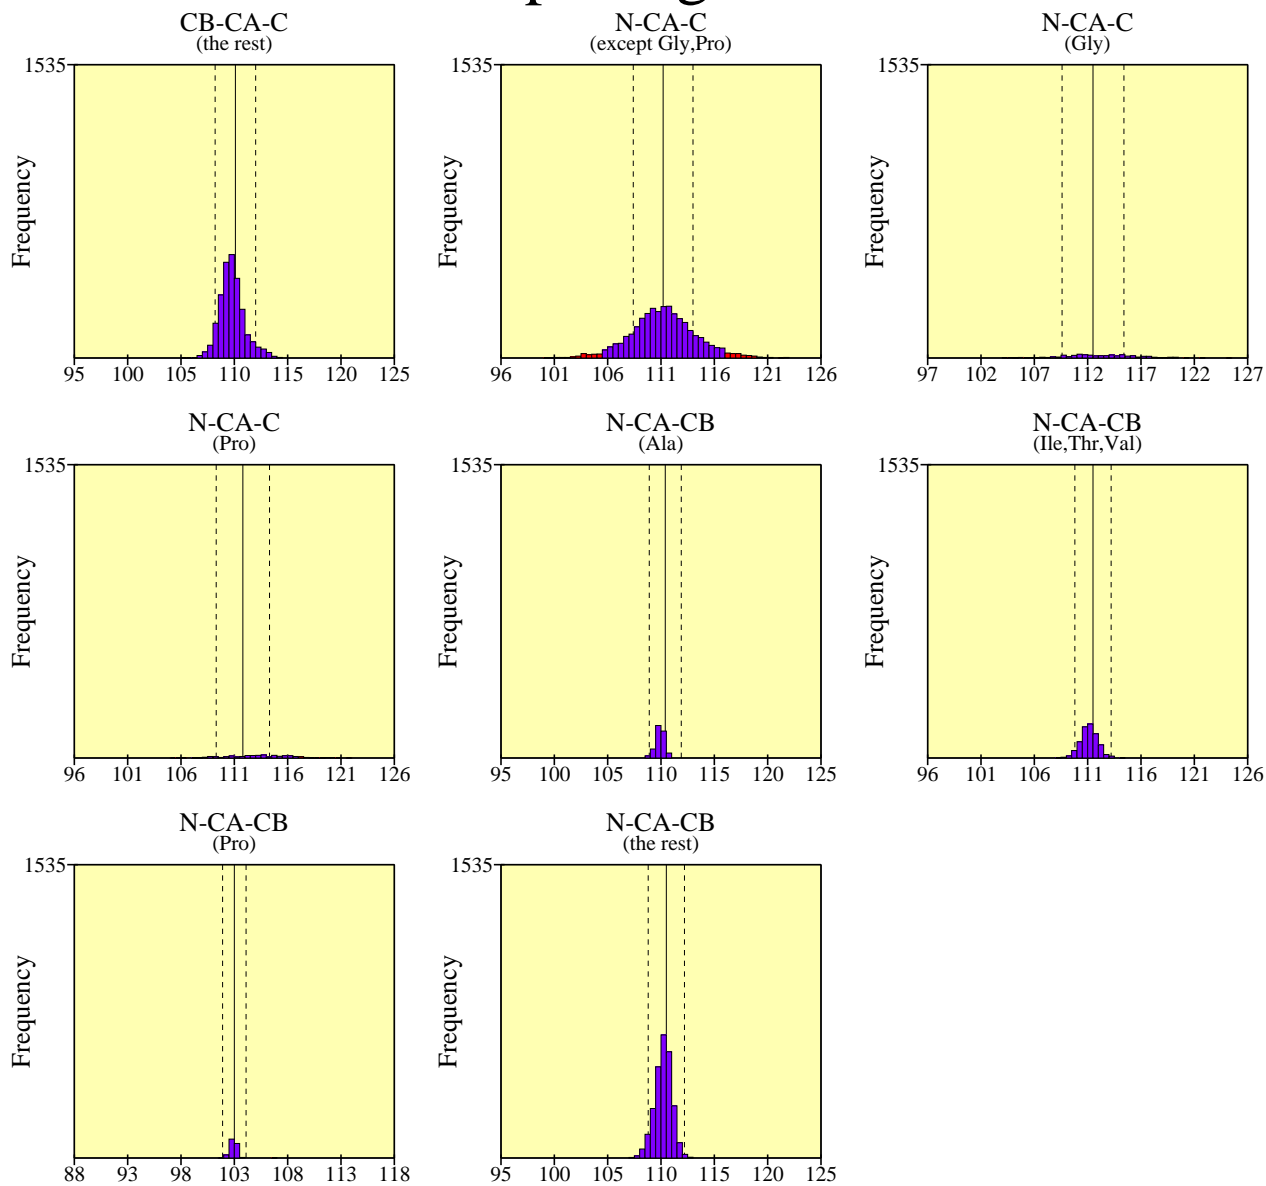 CB-CA-C
(the rest)
1535
Frequency
95 100 105 110 115 120 125
N-CA-C
(except Gly,Pro)
1535
Frequency
96 101 106 111 116 121 126
N-CA-C
(Gly)
1535
Frequency
97 102 107 112 117 122 127
N-CA-C
(Pro)
1535
Frequency
96 101 106 111 116 121 126
N-CA-CB
(Ala)
1535
Frequency
95 100 105 110 115 120 125
N-CA-CB
(Ile,Thr,Val)
1535
Frequency
96 101 106 111 116 121 126
N-CA-CB
(Pro)
1535
Frequency
88 93 98 103 108 113 118
N-CA-CB
(the rest)
1535
Frequency
95 100 105 110 115 120 125